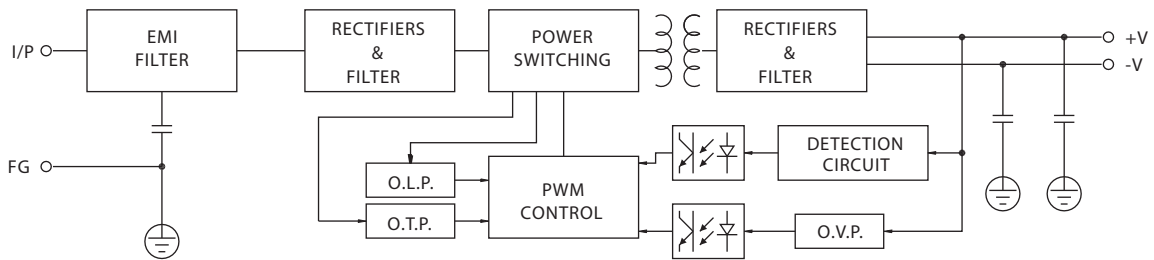 I/P
EMI
FILTER
RECTIFIERS
&
FILTER
POWER
SWITCHING
RECTIFIERS
&
FILTER
+V
-V
FG
O.L.P.
O.T.P.
PWM
CONTROL
DETECTION
CIRCUIT
O.V.P.